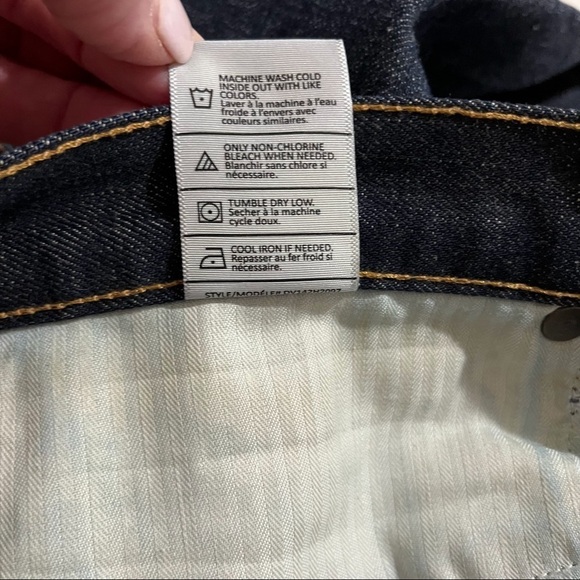 MACHINE WASH COLD
INSIDE OUT WITH LIKE
COLORS.
Laver à la machine à l'eau
froide à l'envers avec
couleurs similaires.
ONLY NON-CHLORINE
BLEACH WHEN NEEDED.
Blanchir sans chlore si
nécessaire.
TUMBLE DRY LOW.
Secher à la machine
cycle doux.
COOL IRON IF NEEDED.
Repasser au fer froid si
nécessaire.
STYLE/MODÉLE#